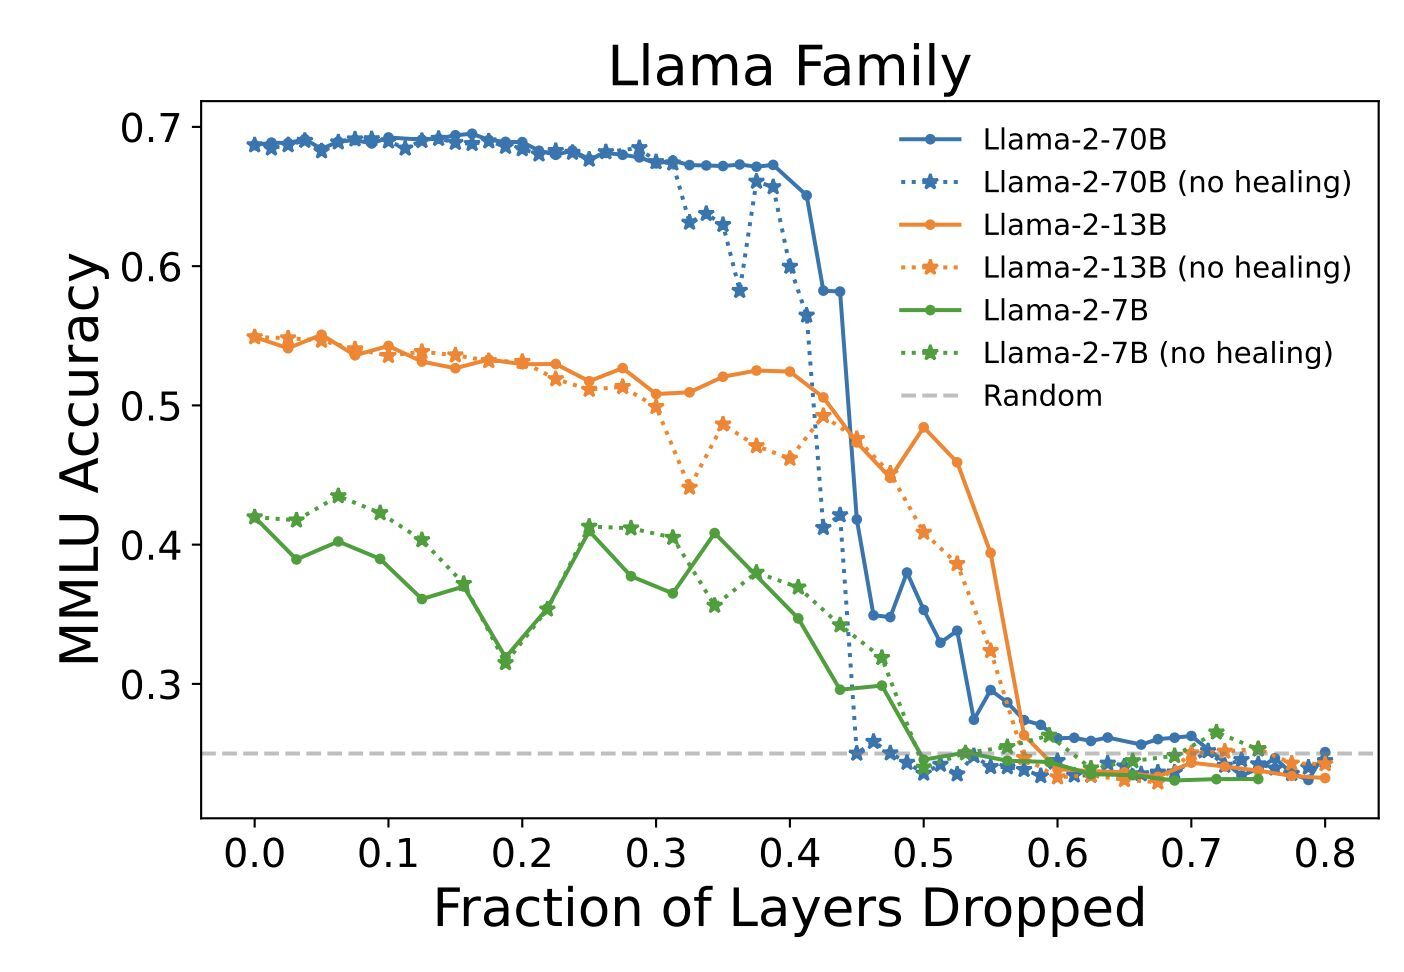 Llama Family
MMLU Accuracy
0.7
0.6
0.5
0.4
0.3
Llama-2-70B
Llama-2-70B (no healing)
Llama-2-13B
Llama-2-13B (no healing)
Llama-2-7B
Llama-2-7B (no healing)
Random
0.0 0.1 0.2 0.3 0.4 0.5 0.6 0.7 0.8
Fraction of Layers Dropped